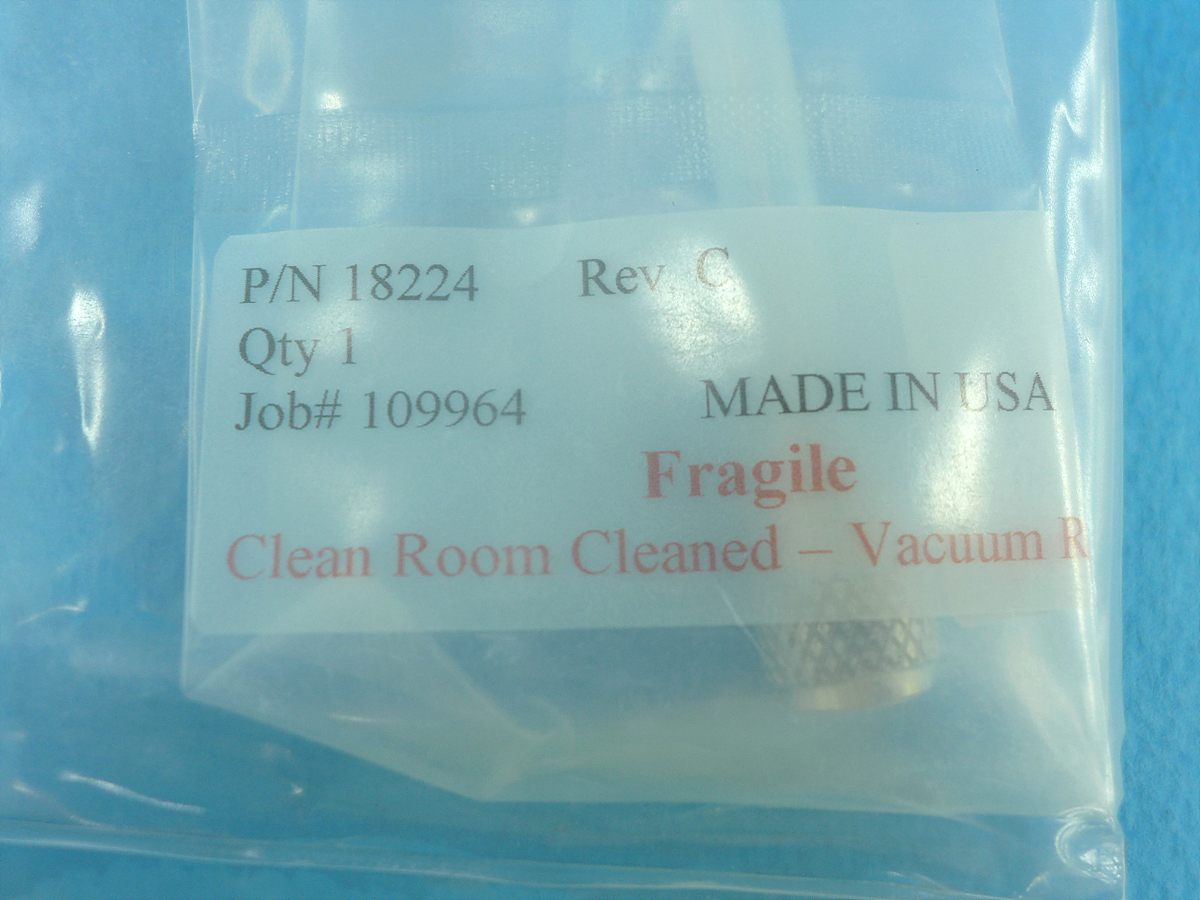 P/N 18224 Rev. C
Qty 1
Job# 109964 MADE IN USA
Fragile
Clean Room Cleaned – Vacuum R